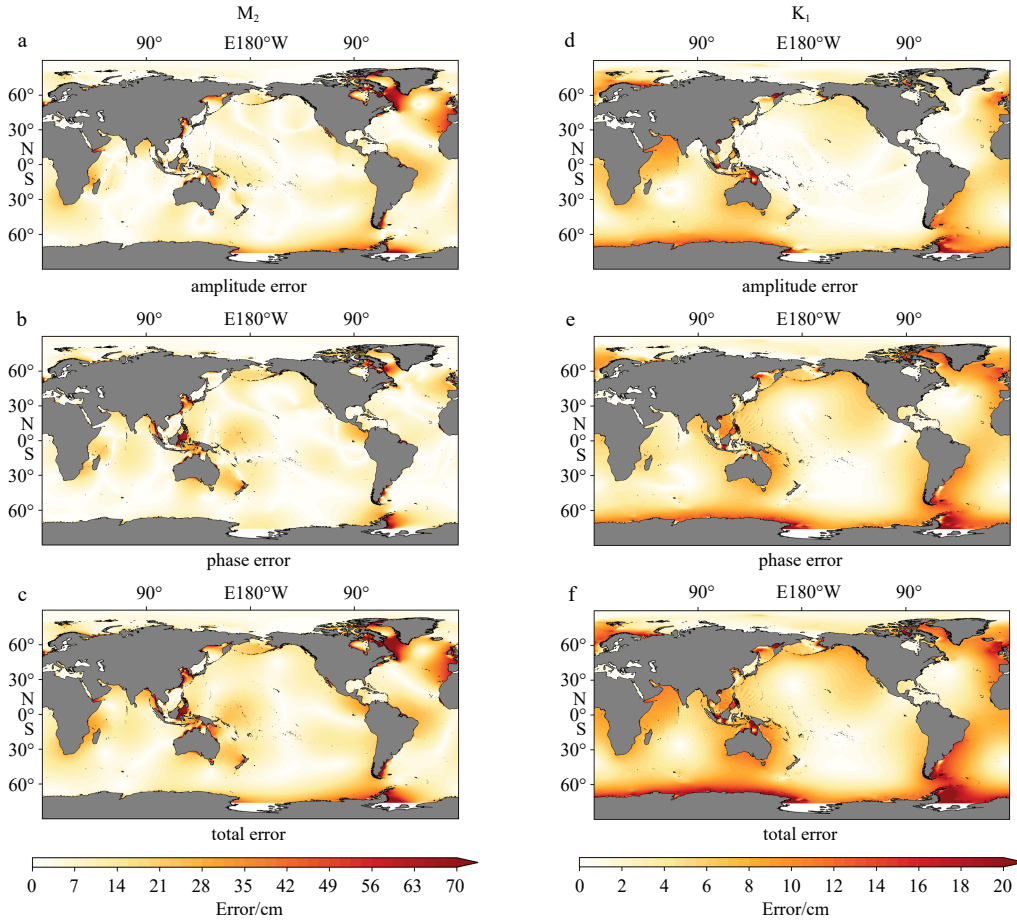 M₂
K₁
a
90° E180°W 90°
60°
30°
N
0°
S
30°
60°
amplitude error
d
90° E180°W 90°
60°
30°
N
0°
S
30°
60°
amplitude error
b
90° E180°W 90°
60°
30°
N
0°
S
30°
60°
phase error
e
90° E180°W 90°
60°
30°
N
0°
S
30°
60°
phase error
c
90° E180°W 90°
60°
30°
N
0°
S
30°
60°
total error
f
90° E180°W 90°
60°
30°
N
0°
S
30°
60°
total error
0 7 14 21 28 35 42 49 56 63 70
Error/cm
0 2 4 6 8 10 12 14 16 18 20
Error/cm